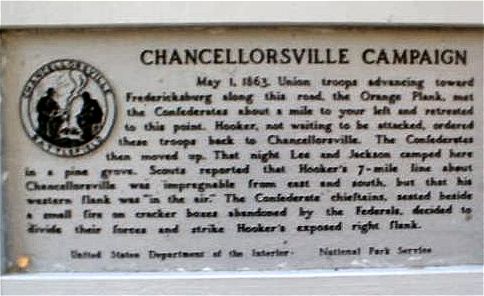 CHANCELLORSVILLE
BATTLEFIELD
CHANCELLORSVILLE CAMPAIGN
May 1, 1863, Union troops advancing toward
Fredericksburg along this road, the Orange Plank, met
the Confederates about a mile to your left and retreated
to this point. Hooker, not waiting to be attacked, ordered
these troops back to Chancellorsville. The Confederates
then moved up. That night Lee and Jackson camped here
in a pine grove. Scouts reported that Hooker's 7-mile line about
Chancellorsville was "impregnable from east and south, but that his
western flank was "in the air." The Confederate chieftains, seated beside
a small fire on cracker boxes abandoned by the Federals, decided to
divide their forces and strike Hooker's exposed right flank.
United States Department of the Interior- National Park Service